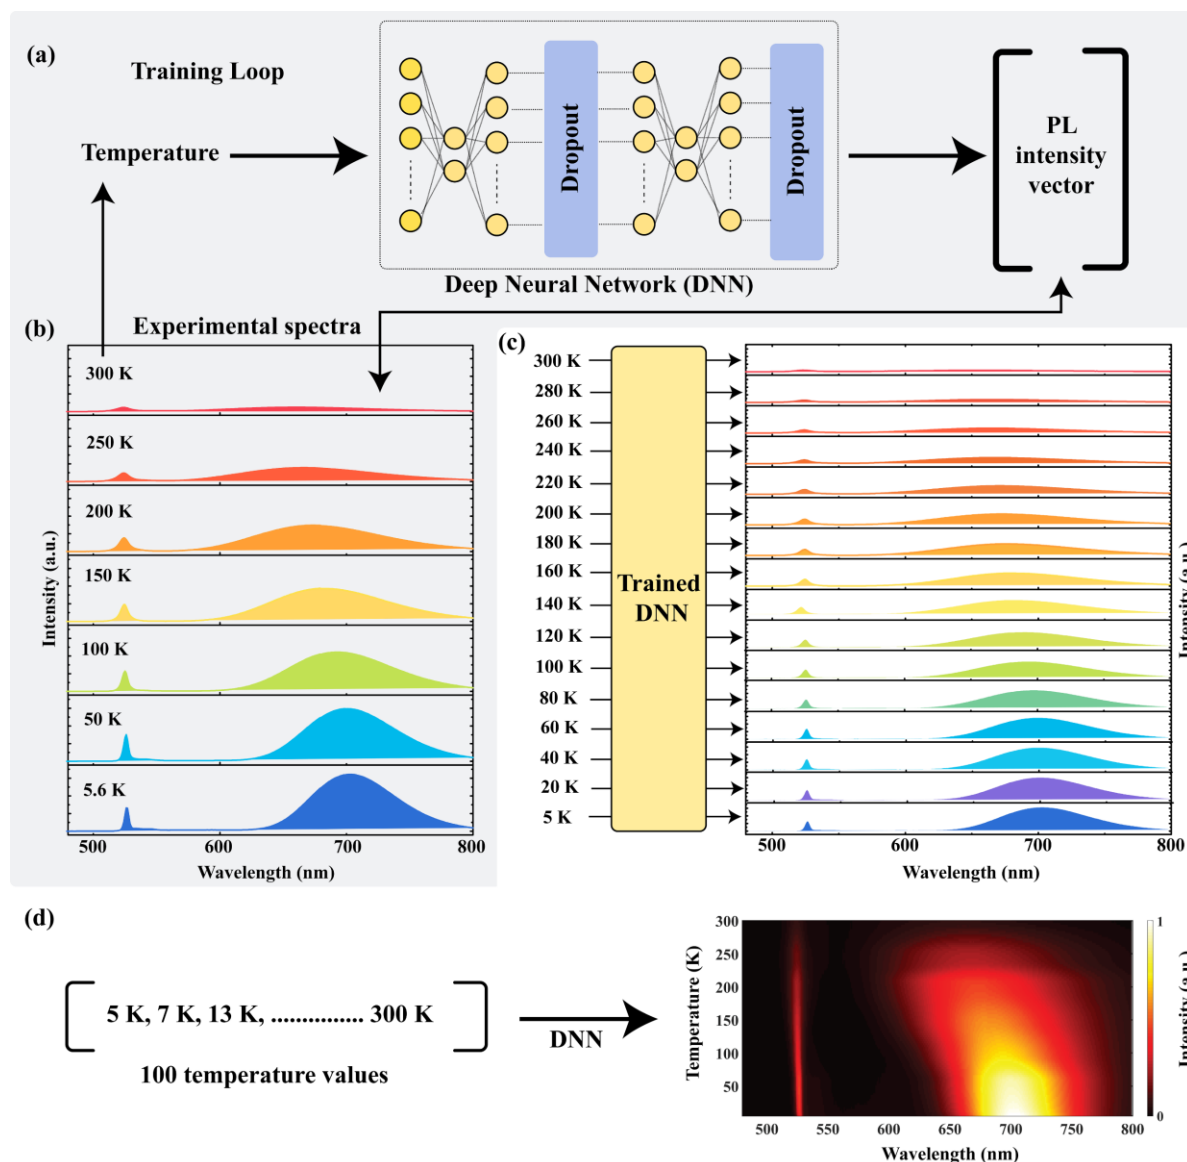 (a)
Training Loop
Temperature
Dropout
Dropout
PL
intensity
vector
Deep Neural Network (DNN)
(b)
Experimental spectra
300 K
250 K
200 K
150 K
100 K
50 K
5.6 K
Intensity (a.u.)
500 600 700 800
Wavelength (nm)
(c)
300 K
280 K
260 K
240 K
220 K
200 K
180 K
160 K
140 K
120 K
100 K
80 K
60 K
40 K
20 K
5 K
Trained
DNN
Intensity (a.u.)
500 600 700 800
Wavelength (nm)
(d)
5 K, 7 K, 13 K, ............... 300 K
100 temperature values
DNN
Temperature (K)
300
250
200
150
100
50
500 550 600 650 700 750 800
Wavelength (nm)
1
0
Intensity (a.u.)